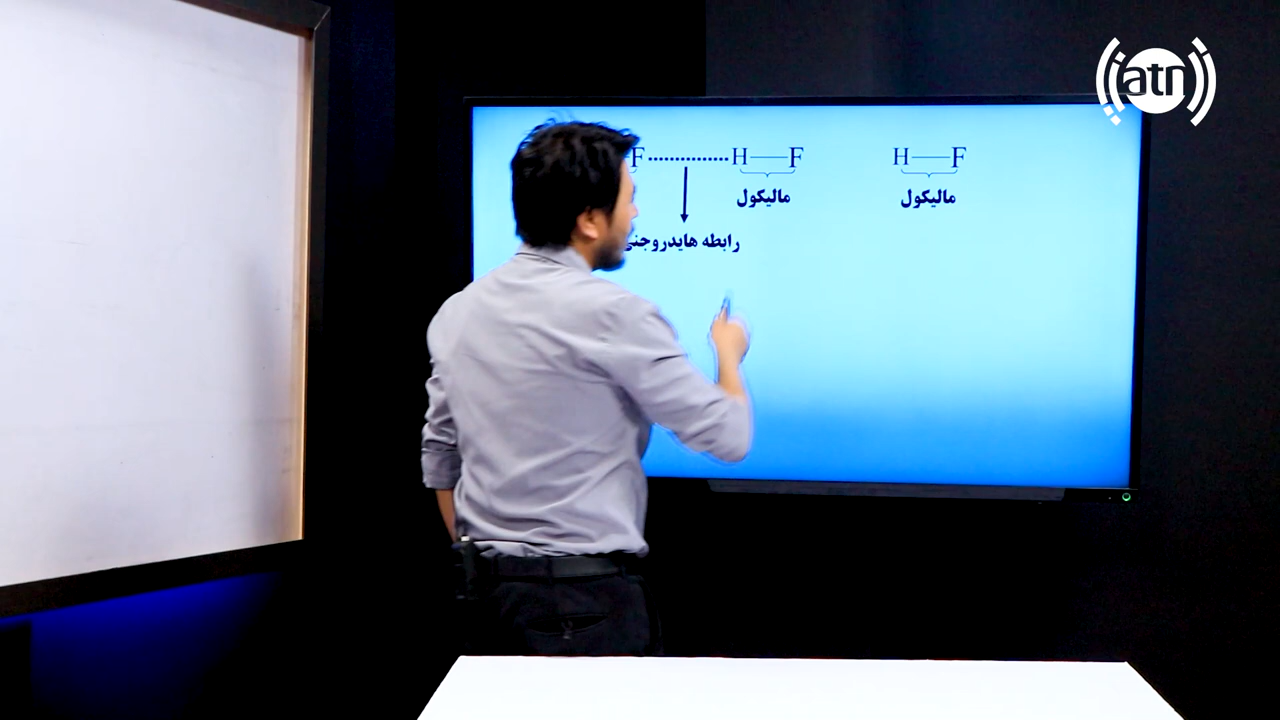 atn
F ............... H — F H — F
مالیکول مالیکول
رابطه هایدروجنی